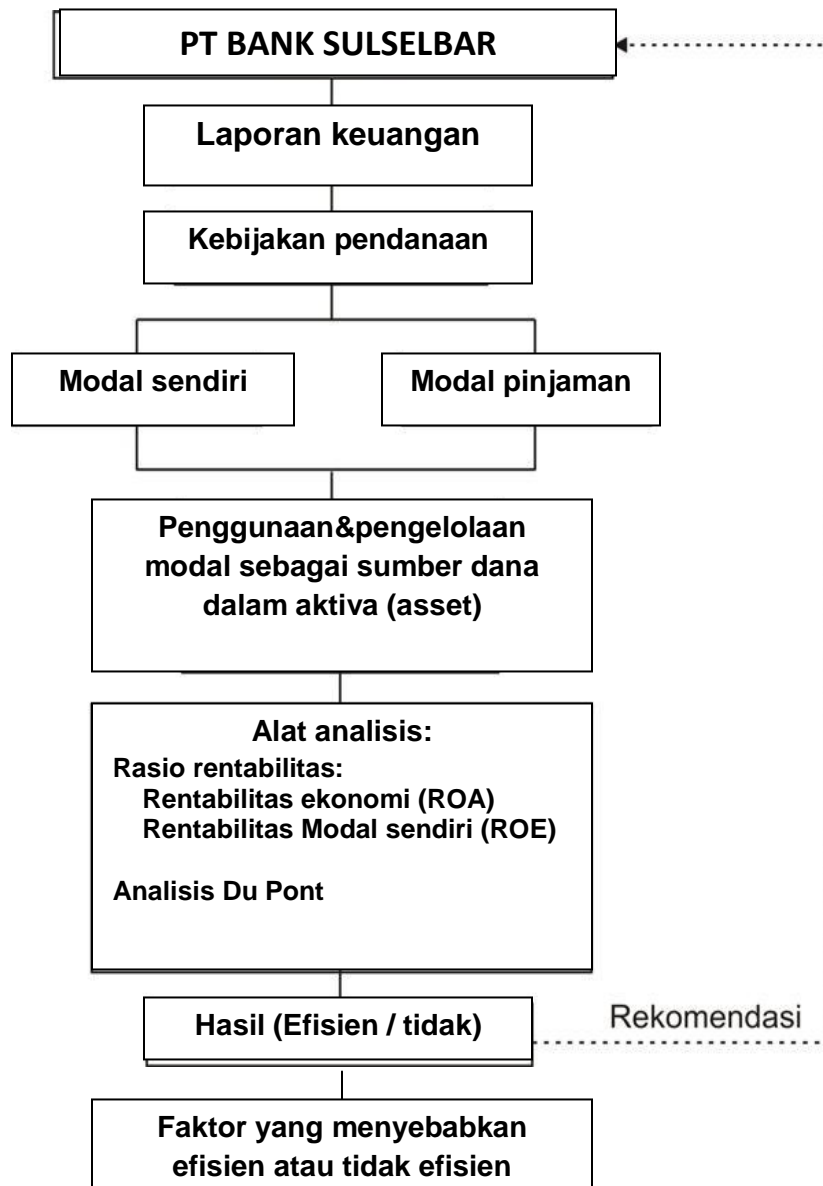 PT BANK SULSELBAR
Laporan keuangan
Kebijakan pendanaan
Modal sendiri
Modal pinjaman
Penggunaan&pengelolaan
modal sebagai sumber dana
dalam aktiva (asset)
Alat analisis:
Rasio rentabilitas:
Rentabilitas ekonomi (ROA)
Rentabilitas Modal sendiri (ROE)
Analisis Du Pont
Hasil (Efisien / tidak)
Rekomendasi
Faktor yang menyebabkan
efisien atau tidak efisien